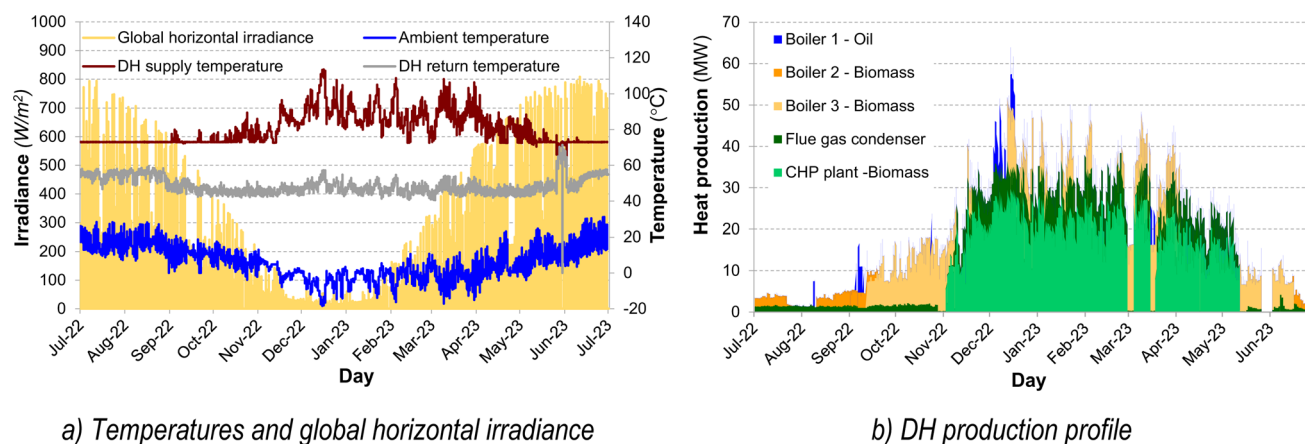 1000
900
800
700
600
500
400
300
200
100
0
Irradiance (W/m²)
Global horizontal irradiance
Ambient temperature
DH supply temperature
DH return temperature
140
120
100
80
60
40
20
0
-20
Temperature (°C)
Jul-22
Aug-22
Sep-22
Oct-22
Nov-22
Dec-22
Jan-23
Feb-23
Mar-23
Apr-23
May-23
Jun-23
Jul-23
Day
a) Temperatures and global horizontal irradiance
70
60
50
40
30
20
10
0
Heat production (MW)
Boiler 1 - Oil
Boiler 2 - Biomass
Boiler 3 - Biomass
Flue gas condenser
CHP plant -Biomass
Jul-22
Aug-22
Sep-22
Oct-22
Nov-22
Dec-22
Jan-23
Feb-23
Mar-23
Apr-23
May-23
Jun-23
Day
b) DH production profile